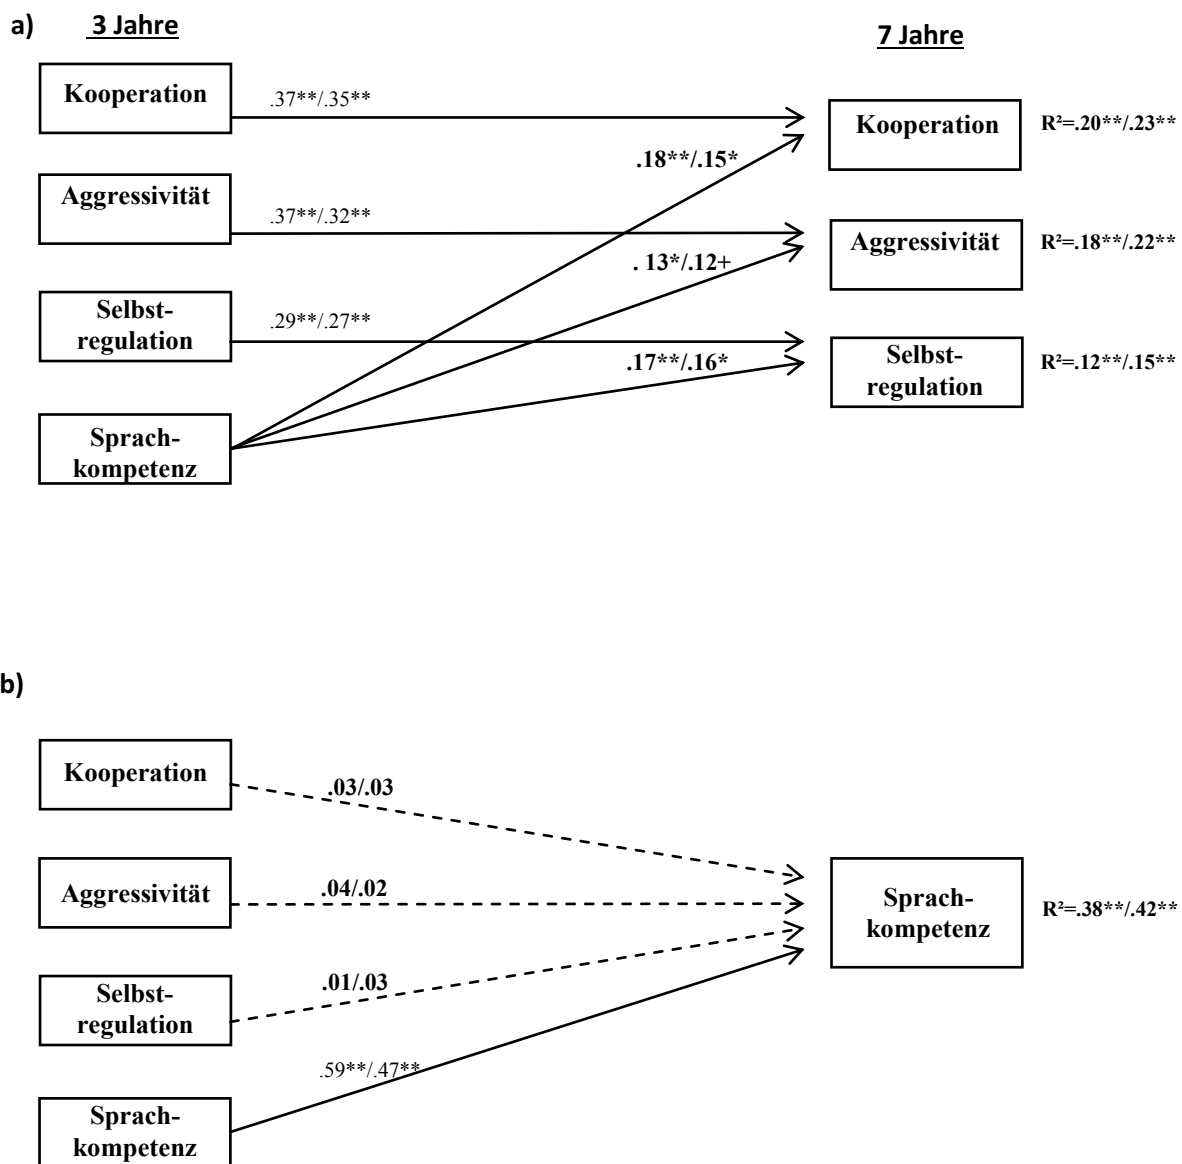 a)
3 Jahre
7 Jahre
Kooperation
.37**/.35**
Kooperation
R²=.20**/.23**
.18**/.15*
Aggressivität
.37**/.32**
Aggressivität
R²=.18**/.22**
. 13*/.12+
Selbst-
regulation
.29**/.27**
Selbst-
regulation
R²=.12**/.15**
.17**/.16*
Sprach-
kompetenz
b)
Kooperation
.03/.03
Aggressivität
.04/.02
Sprach-
kompetenz
R²=.38**/.42**
Selbst-
regulation
.01/.03
.59**/.47**
Sprach-
kompetenz